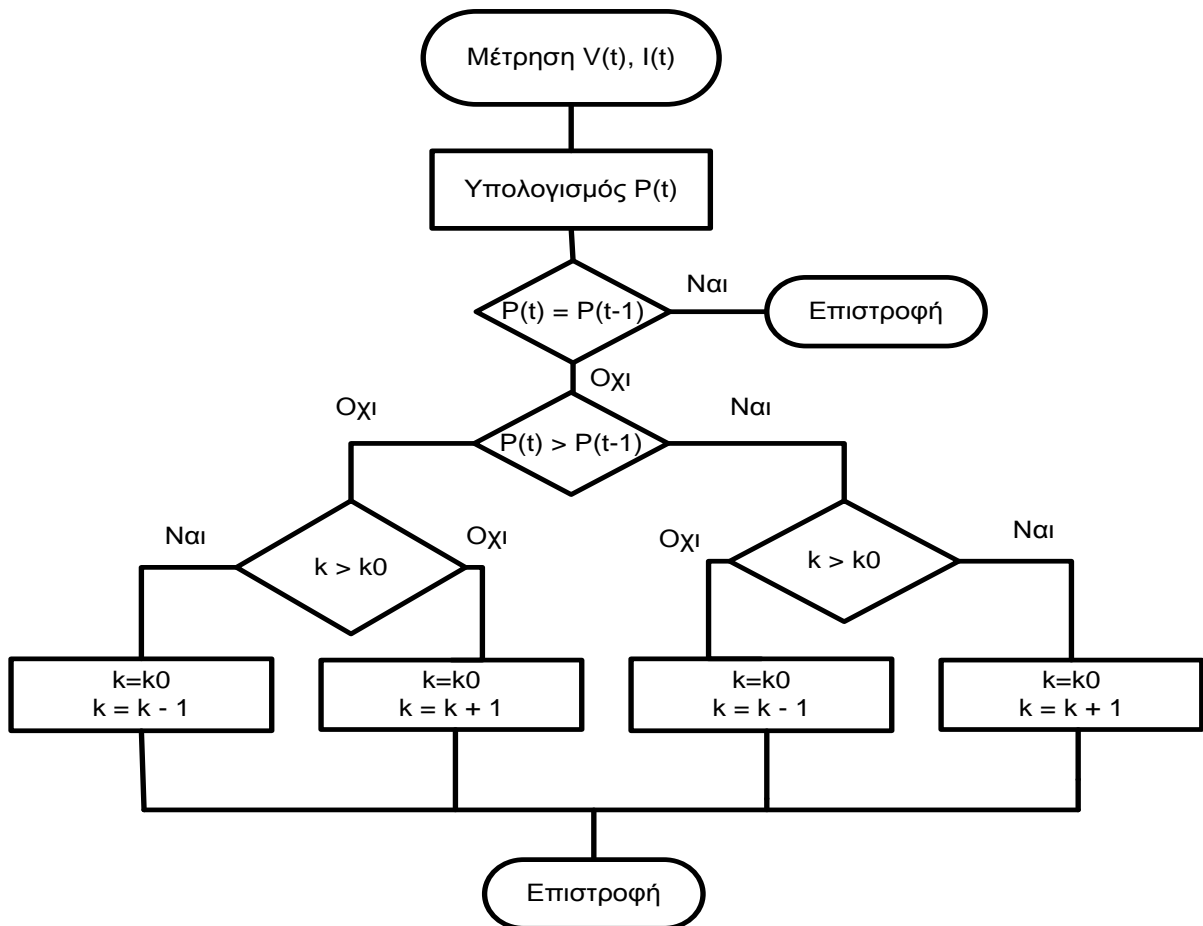 Μέτρηση V(t), I(t)
Υπολογισμός P(t)
P(t) = P(t-1)
Ναι
Επιστροφή
Οχι
Οχι
P(t) > P(t-1)
Ναι
Ναι
k > k0
Οχι
Οχι
k > k0
Ναι
k=k0
k = k - 1
k=k0
k = k + 1
k=k0
k = k - 1
k=k0
k = k + 1
Επιστροφή